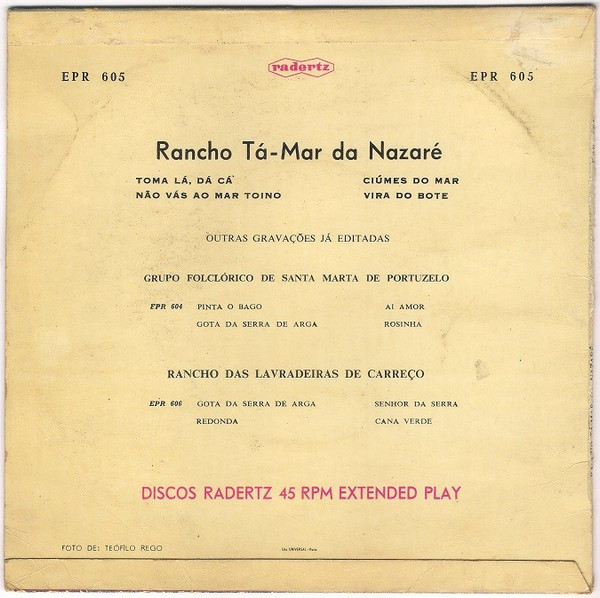 EPR 605 radertz EPR 605
Rancho Tá-Mar da Nazaré
TOMA LÁ, DÁ CÁ CIÚMES DO MAR
NÃO VÁS AO MAR TOINO VIRA DO BOTE
OUTRAS GRAVAÇÕES JÁ EDITADAS
GRUPO FOLCLÓRICO DE SANTA MARTA DE PORTUZELO
EPR 604 PINTA O BAGO AI AMOR
GOTA DA SERRA DE ARGA ROSINHA
RANCHO DAS LAVRADEIRAS DE CARREÇO
EPR 606 GOTA DA SERRA DE ARGA SENHOR DA SERRA
REDONDA CANA VERDE
DISCOS RADERTZ 45 RPM EXTENDED PLAY
FOTO DE: TEÓFILO REGO UNIVERSAL